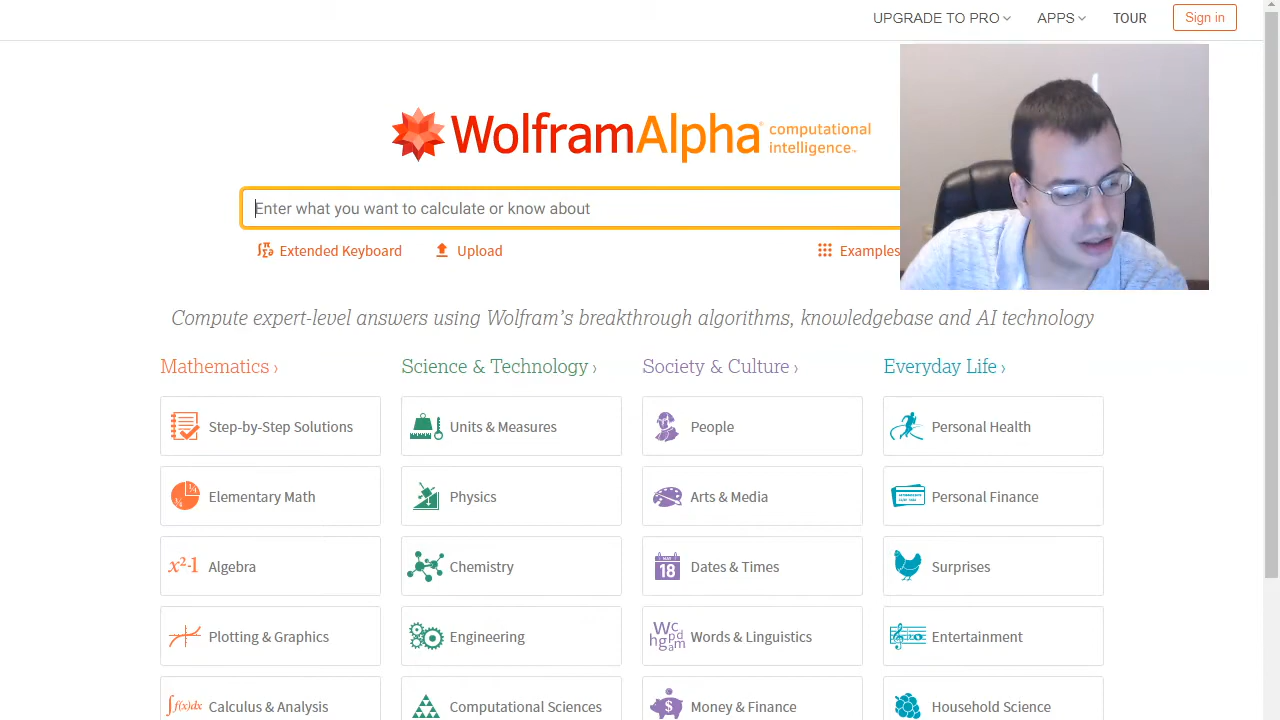 UPGRADE TO PRO APPS TOUR Sign in
WolframAlpha computational intelligence.
Enter what you want to calculate or know about
Extended Keyboard Upload Examples
Compute expert-level answers using Wolfram's breakthrough algorithms, knowledgebase and AI technology
Mathematics › Science & Technology › Society & Culture › Everyday Life ›
Step-by-Step Solutions Units & Measures People Personal Health
Elementary Math Physics Arts & Media Personal Finance
x²-1 Algebra Chemistry 18 Dates & Times Surprises
Plotting & Graphics Engineering Words & Linguistics Entertainment
∫f(x)dx Calculus & Analysis Computational Sciences $ Money & Finance Household Science